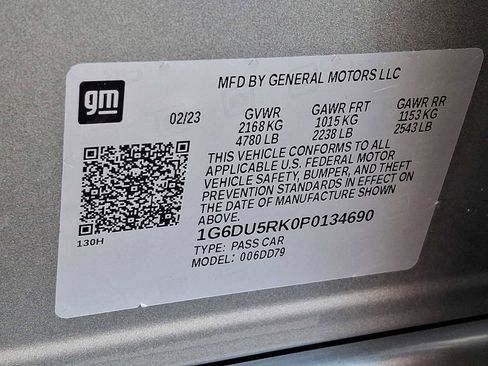 gm
MFD BY GENERAL MOTORS LLC
02/23 GVWR GAWR FRT GAWR RR
2168 KG 1015 KG 1153 KG
4780 LB 2238 LB 2543 LB
THIS VEHICLE CONFORMS TO ALL
APPLICABLE U.S. FEDERAL MOTOR
VEHICLE SAFETY, BUMPER, AND THEFT
PREVENTION STANDARDS IN EFFECT ON
THE DATE OF MANUFACTURE SHOWN
ABOVE.
130H
1G6DU5RK0P0134690
TYPE: PASS CAR
MODEL: 006DD79